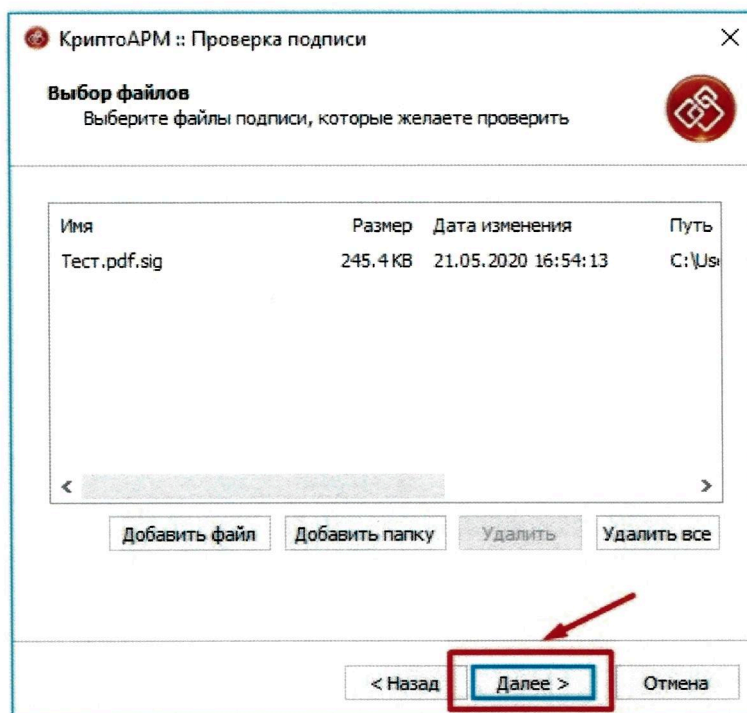 КриптоАРМ :: Проверка подписи
Выбор файлов
Выберите файлы подписи, которые желаете проверить
Имя Размер Дата изменения Путь
Тест.pdf.sig 245.4 KB 21.05.2020 16:54:13 C:\Us
Добавить файл Добавить папку Удалить Удалить все
< Назад Далее > Отмена